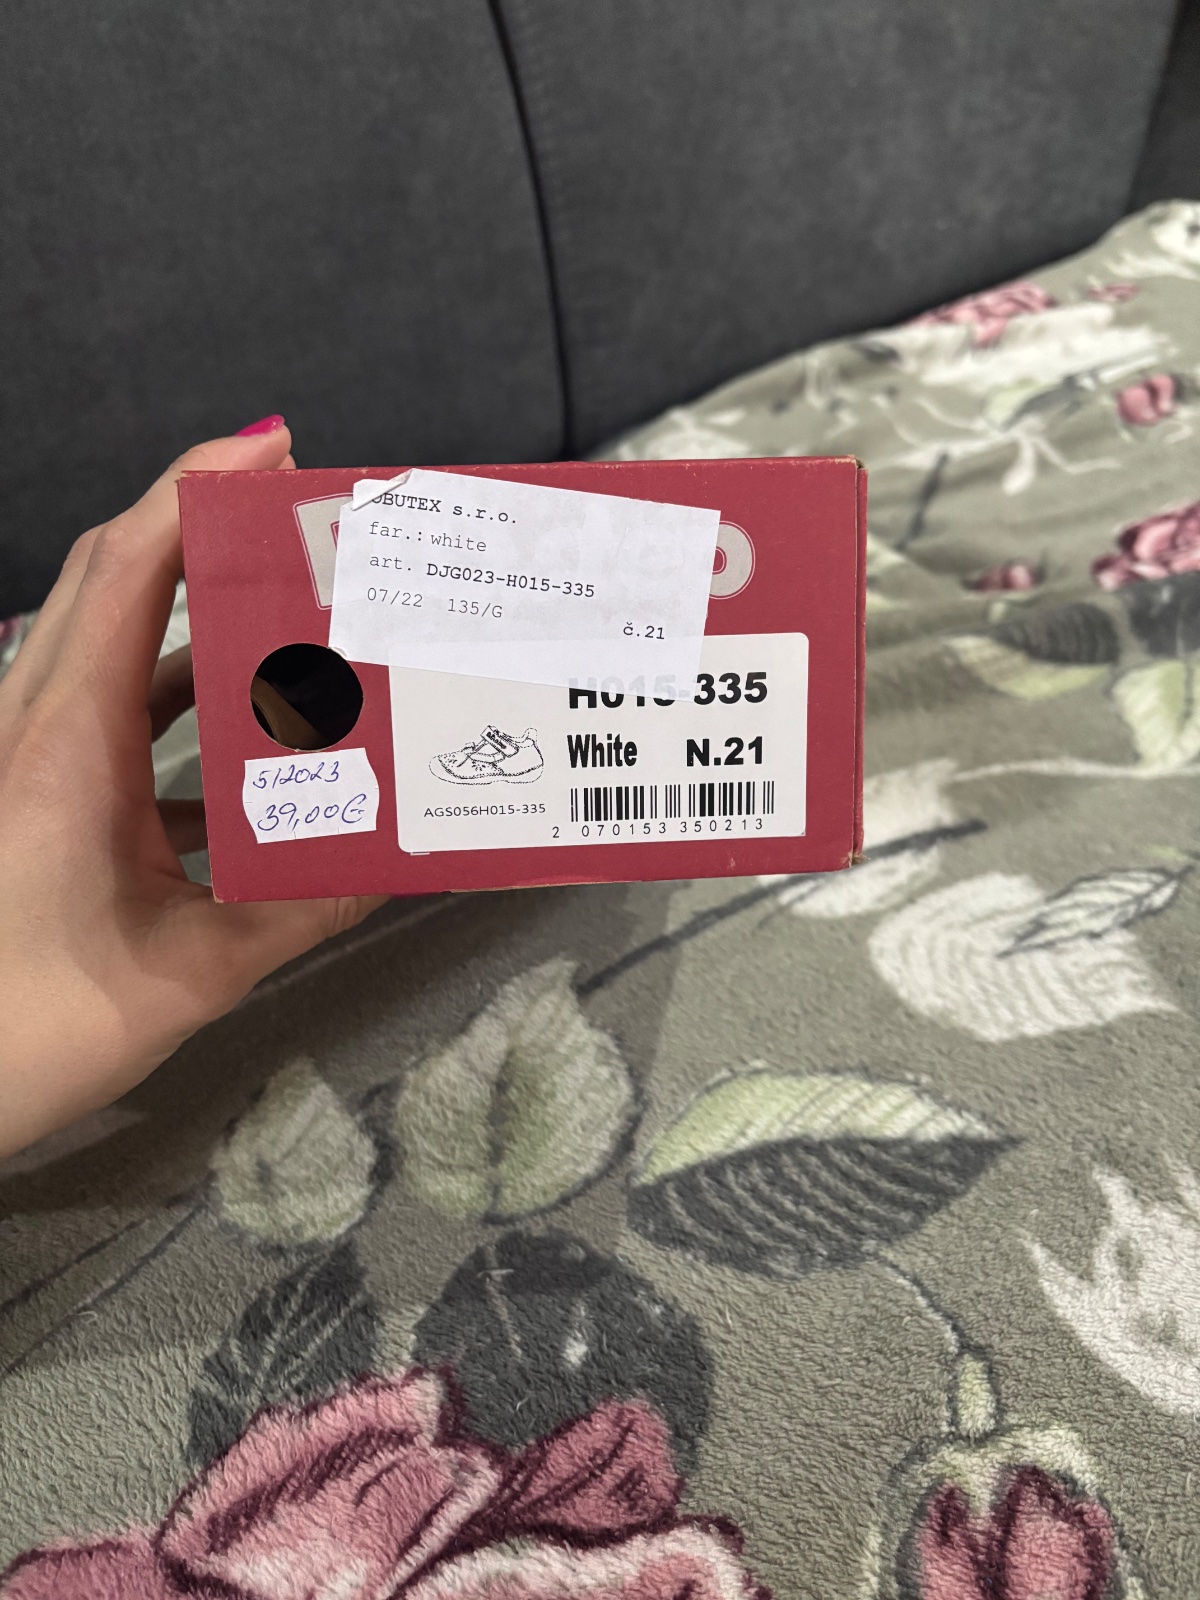 OBUTEX s.r.o.
far.: white
art. DJG023-H015-335
07/22 135/G
č.21
H015-335
White N.21
AGS056H015-335
2 070153 350213
5/2023
39,00€